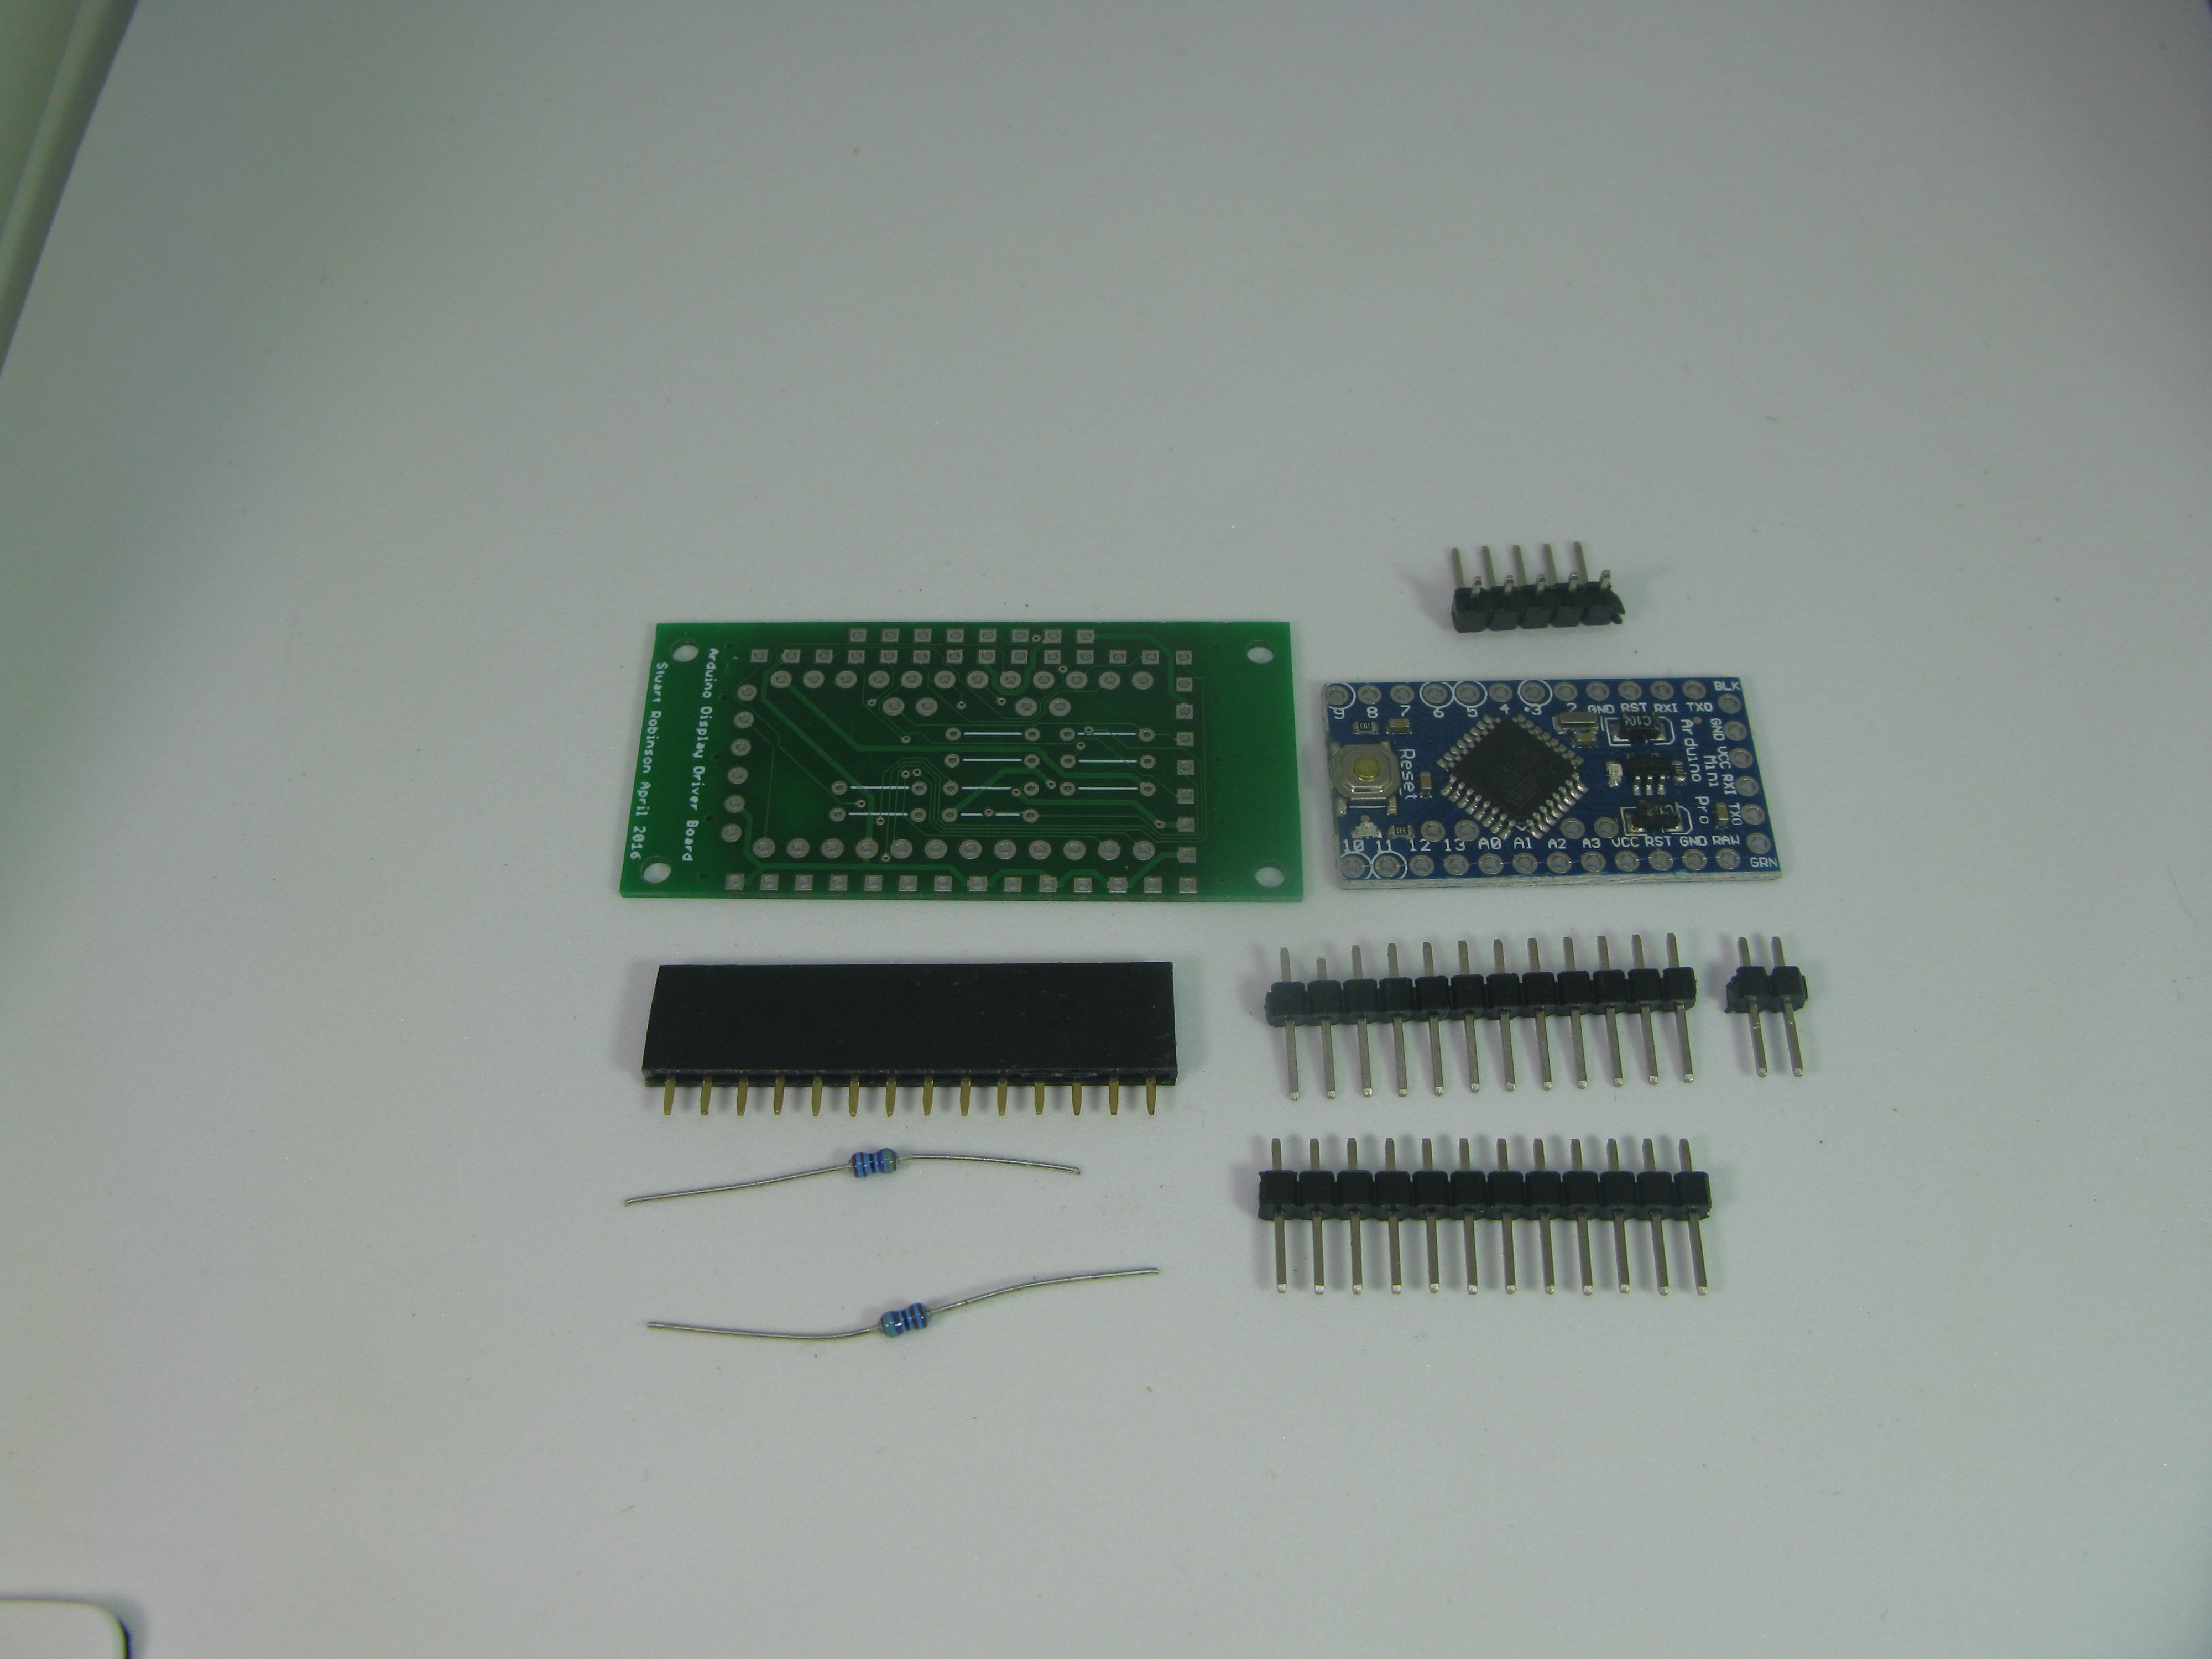 Arduino Display Driver Board
Stuart Robinson April 2016
9 8 7 6 5 4 3 2 GND RST RXI TXO BLK
GND VCC RXI TXO
Arduino
Mini Pro
Reset
10 11 12 13 A0 A1 A2 A3 VCC RST GND RAW GRN